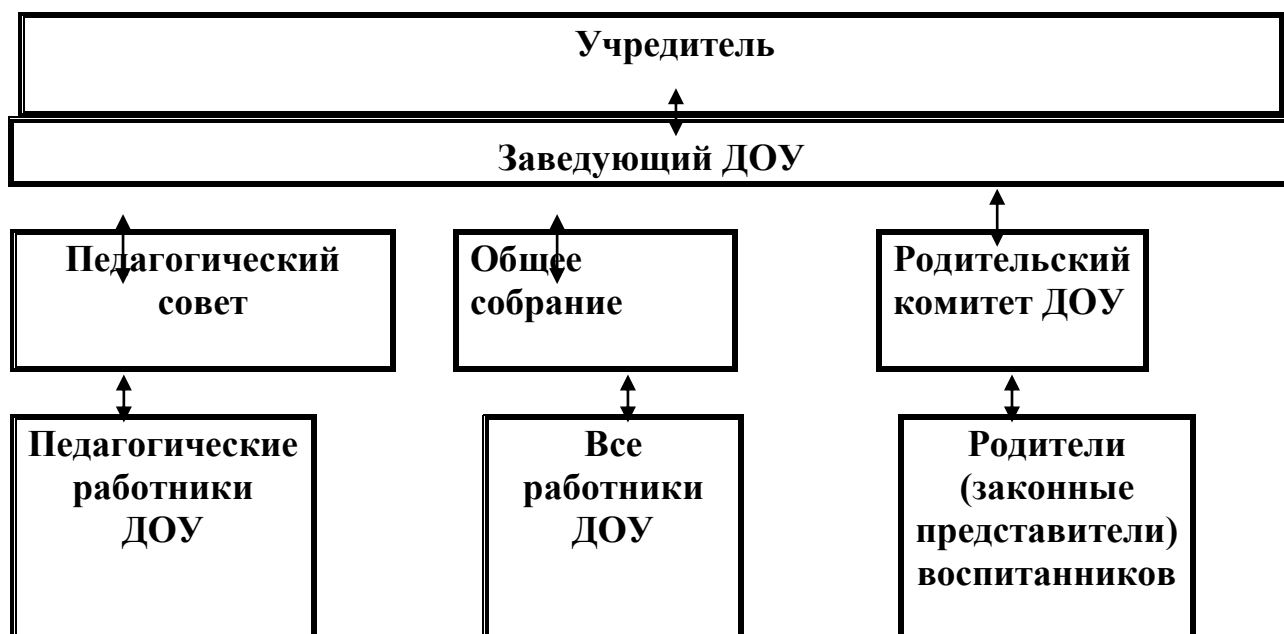 Учредитель
Заведующий ДОУ
Педагогический
совет
Общее
собрание
Родительский
комитет ДОУ
Педагогические
работники
ДОУ
Все
работники
ДОУ
Родители
(законные
представители)
воспитанников